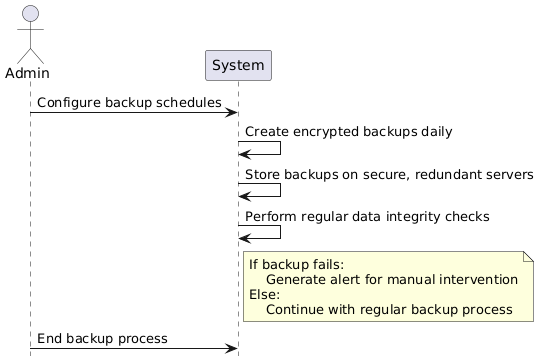 Admin
System
Configure backup schedules
Create encrypted backups daily
Store backups on secure, redundant servers
Perform regular data integrity checks
If backup fails:
Generate alert for manual intervention
Else:
Continue with regular backup process
End backup process